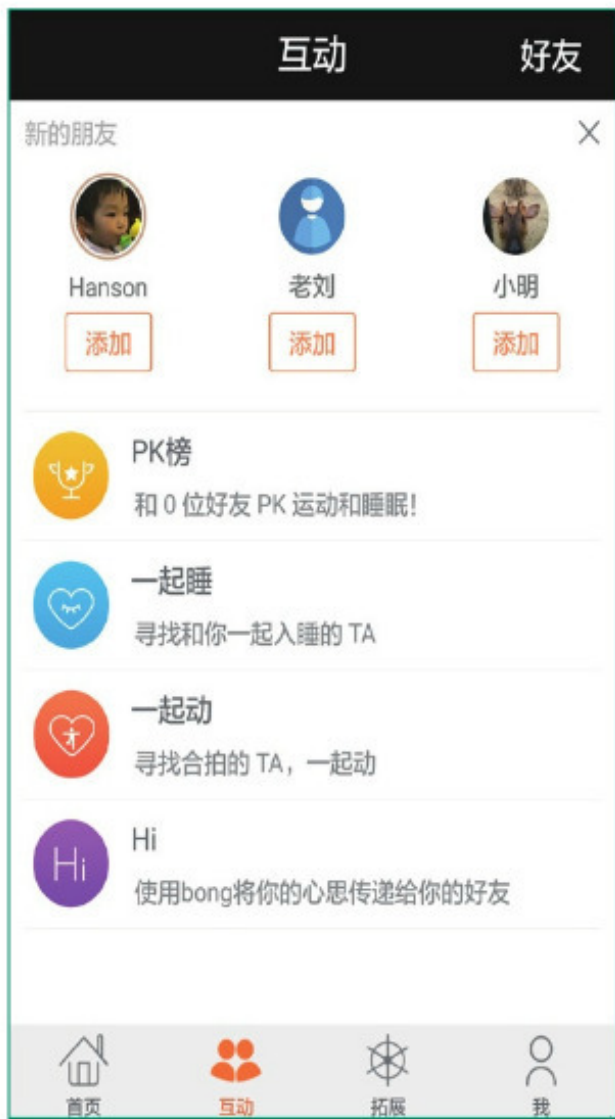 互动 好友
新的朋友
Hanson 老刘 小明
添加 添加 添加
PK榜
和 0 位好友 PK 运动和睡眠!
一起睡
寻找和你一起入睡的 TA
一起动
寻找合拍的 TA，一起动
Hi
Hi
使用bong将你的心思传递给你的好友
首页 互动 拓展 我